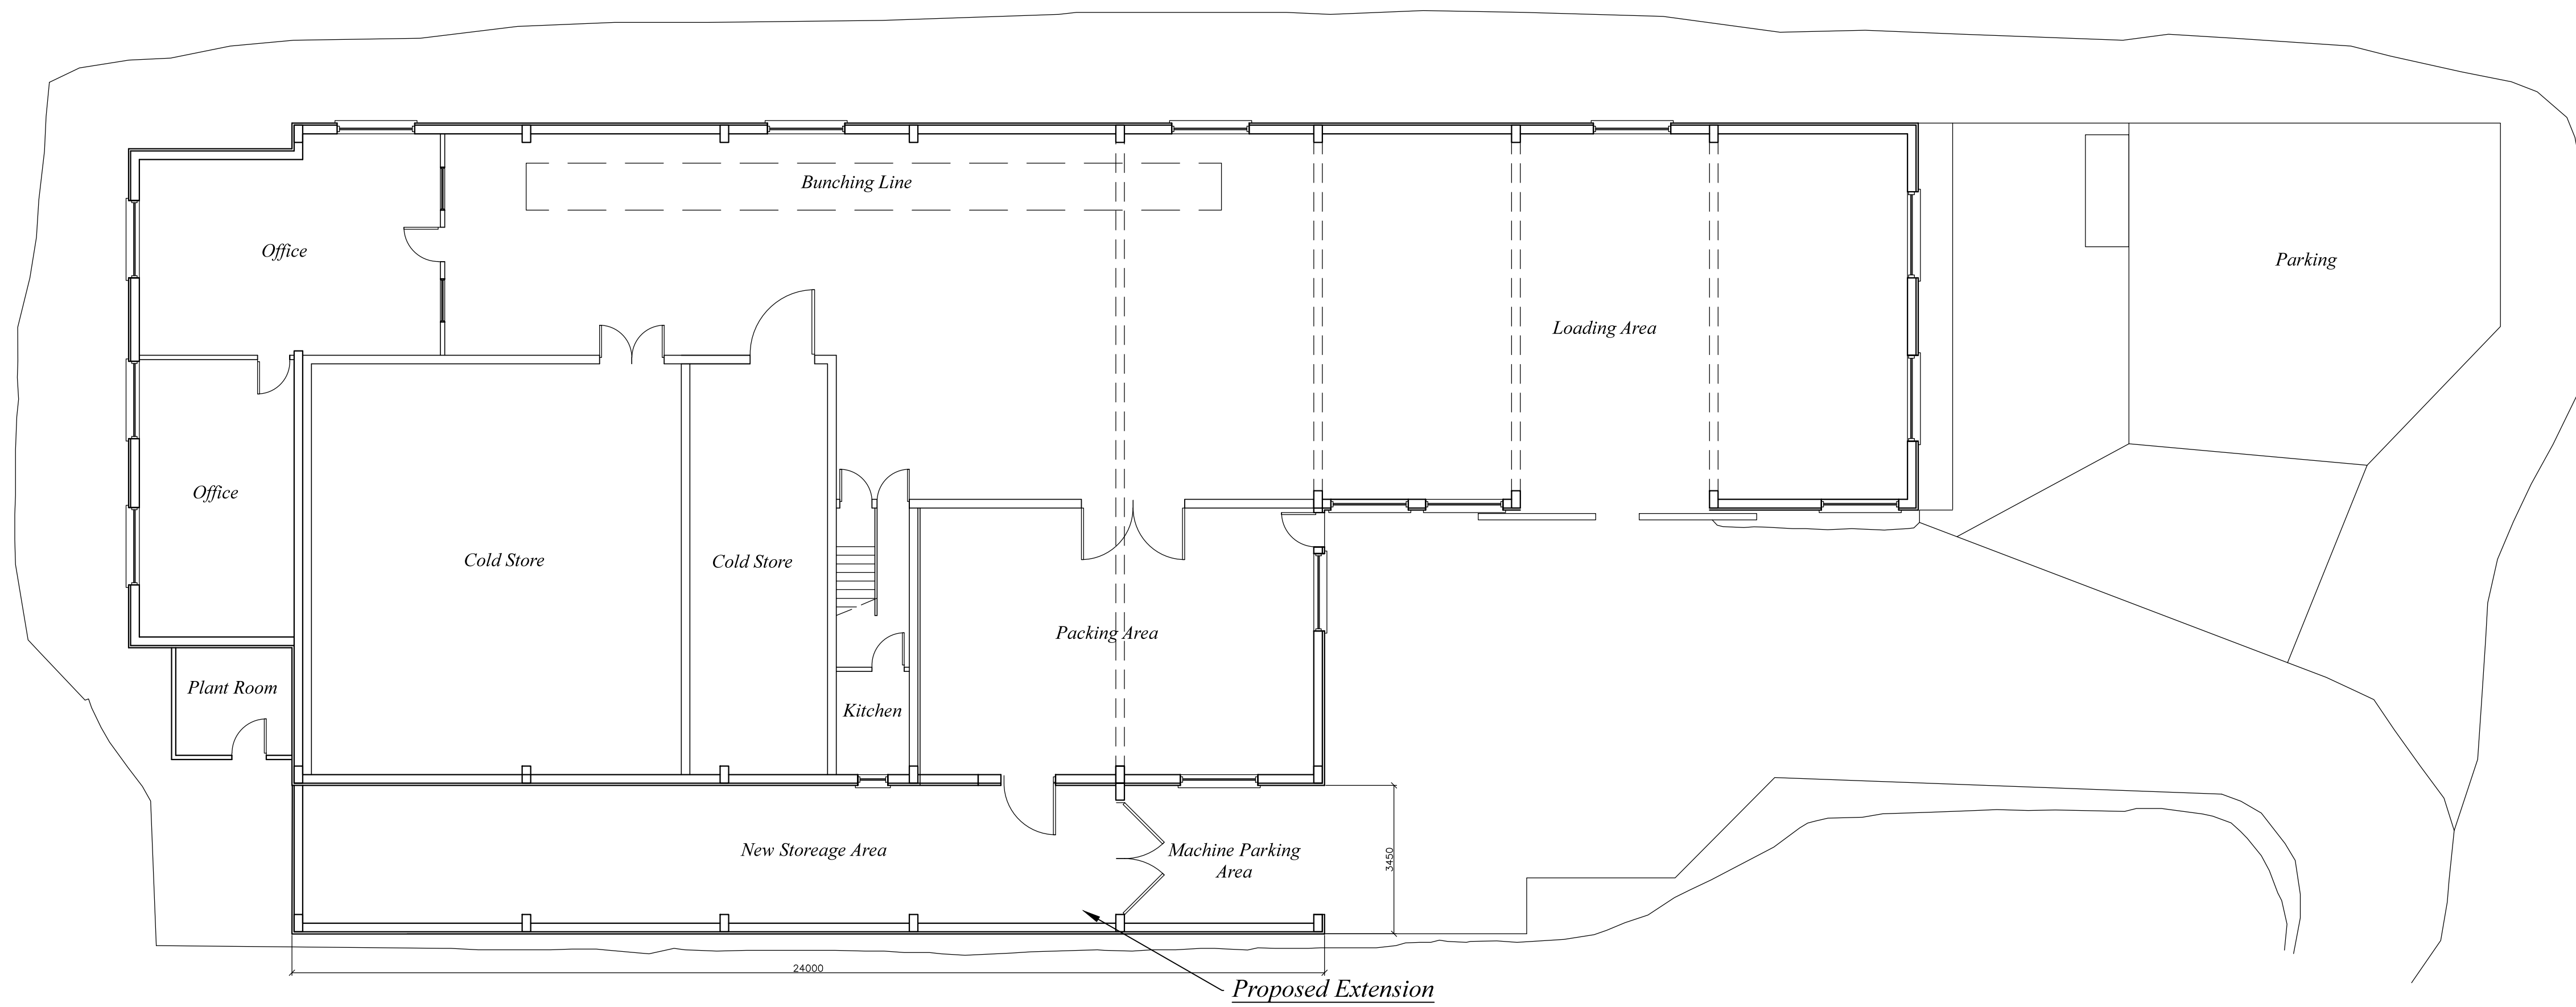 Bunching Line
Office
Parking
Loading Area
Office
Cold Store
Cold Store
Packing Area
Plant Room
Kitchen
New Storeage Area
Machine Parking
Area
3450
24000
Proposed Extension